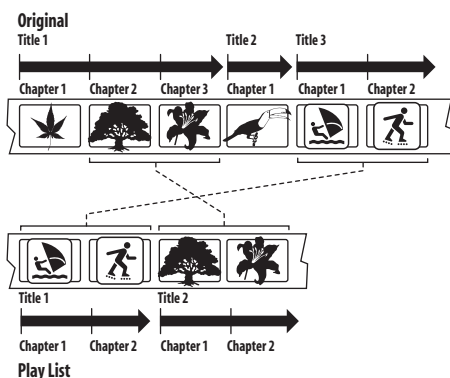 Original
Title 1 Title 2 Title 3
Chapter 1 Chapter 2 Chapter 3 Chapter 1 Chapter 1 Chapter 2
Title 1 Title 2
Chapter 1 Chapter 2 Chapter 1 Chapter 2
Play List